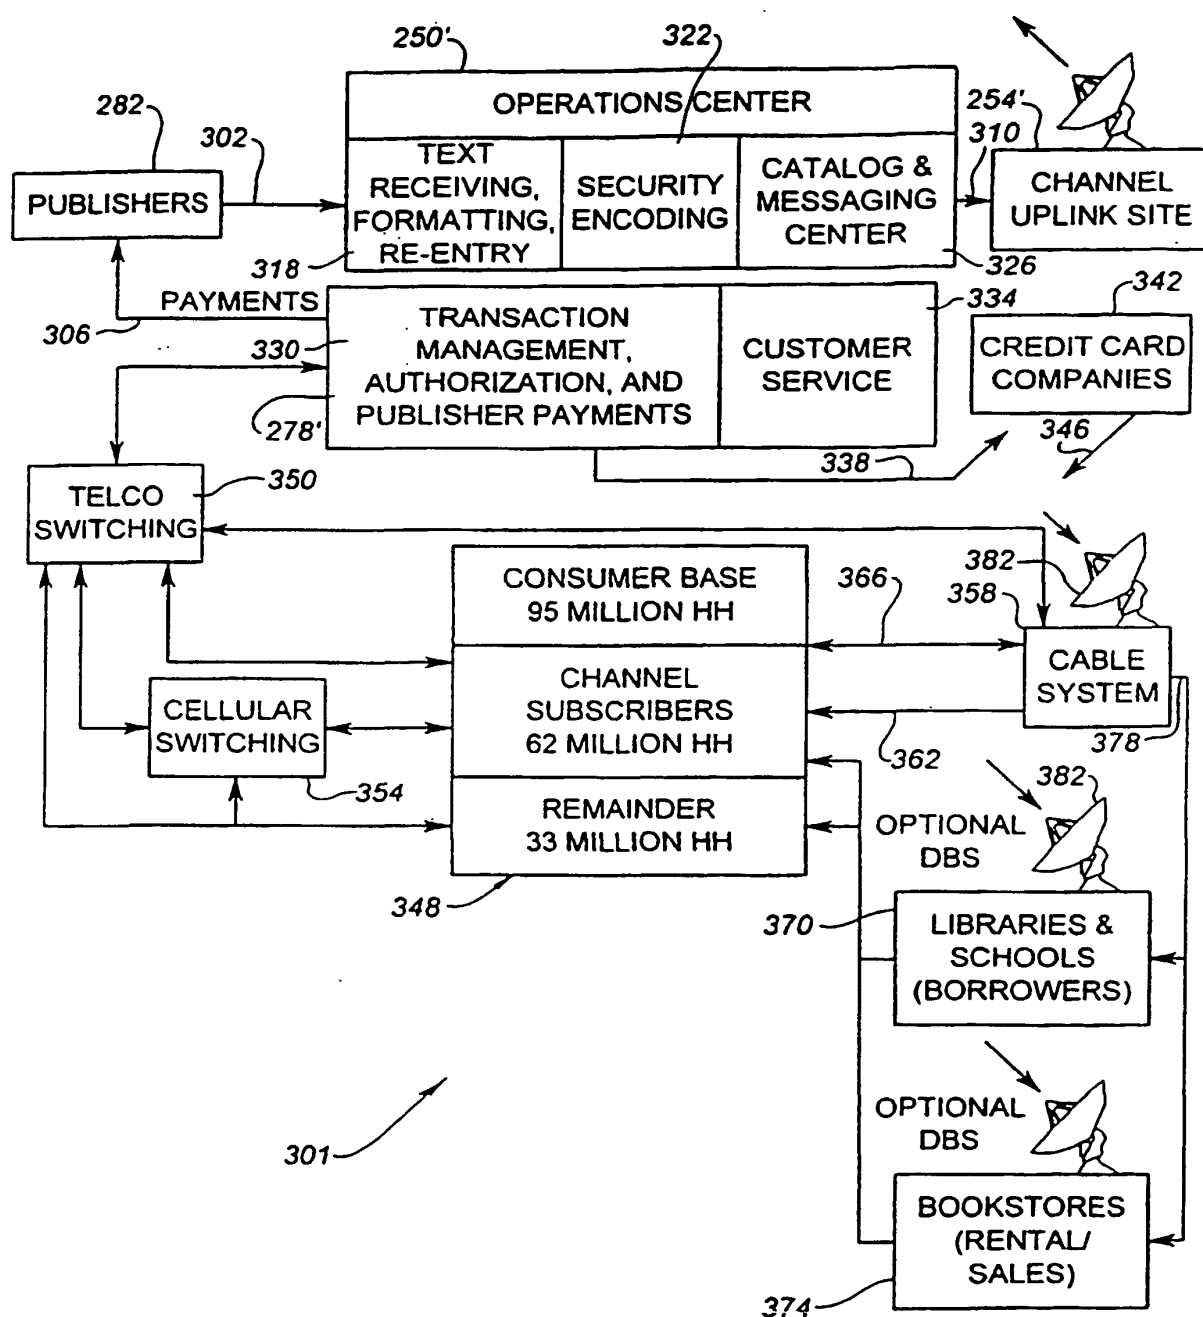 250'
322
OPERATIONS CENTER
254'
282
302
310
TEXT
RECEIVING,
FORMATTING,
RE-ENTRY
SECURITY
ENCODING
CATALOG &
MESSAGING
CENTER
PUBLISHERS
CHANNEL
UPLINK SITE
318
326
PAYMENTS
306
334
342
330
TRANSACTION
MANAGEMENT,
AUTHORIZATION, AND
PUBLISHER PAYMENTS
CUSTOMER
SERVICE
CREDIT CARD
COMPANIES
278'
346
338
TELCO
SWITCHING
350
CONSUMER BASE
95 MILLION HH
366
382
358
CABLE
SYSTEM
CHANNEL
SUBSCRIBERS
62 MILLION HH
CELLULAR
SWITCHING
362
378
354
382
REMAINDER
33 MILLION HH
OPTIONAL
DBS
348
370
LIBRARIES &
SCHOOLS
(BORROWERS)
OPTIONAL
DBS
301
BOOKSTORES
(RENTAL/
SALES)
374